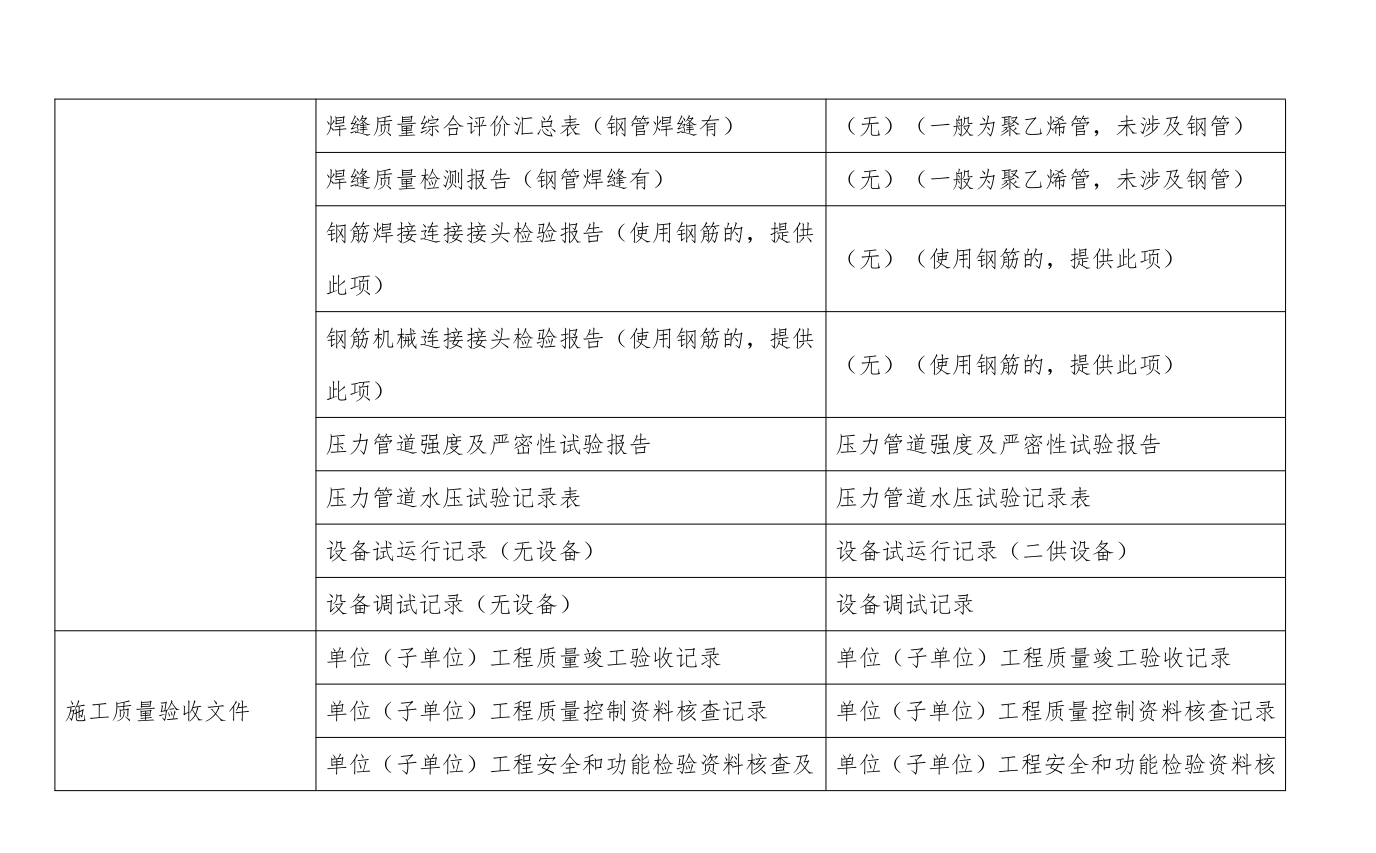 焊缝质量综合评价汇总表（钢管焊缝有）
（无）（一般为聚乙烯管，未涉及钢管）
焊缝质量检测报告（钢管焊缝有）
（无）（一般为聚乙烯管，未涉及钢管）
钢筋焊接连接接头检验报告（使用钢筋的，提供
此项）
（无）（使用钢筋的，提供此项）
钢筋机械连接接头检验报告（使用钢筋的，提供
此项）
（无）（使用钢筋的，提供此项）
压力管道强度及严密性试验报告
压力管道强度及严密性试验报告
压力管道水压试验记录表
压力管道水压试验记录表
设备试运行记录（无设备）
设备试运行记录（二供设备）
设备调试记录（无设备）
设备调试记录
施工质量验收文件
单位（子单位）工程质量竣工验收记录
单位（子单位）工程质量竣工验收记录
单位（子单位）工程质量控制资料核查记录
单位（子单位）工程质量控制资料核查记录
单位（子单位）工程安全和功能检验资料核查及
单位（子单位）工程安全和功能检验资料核